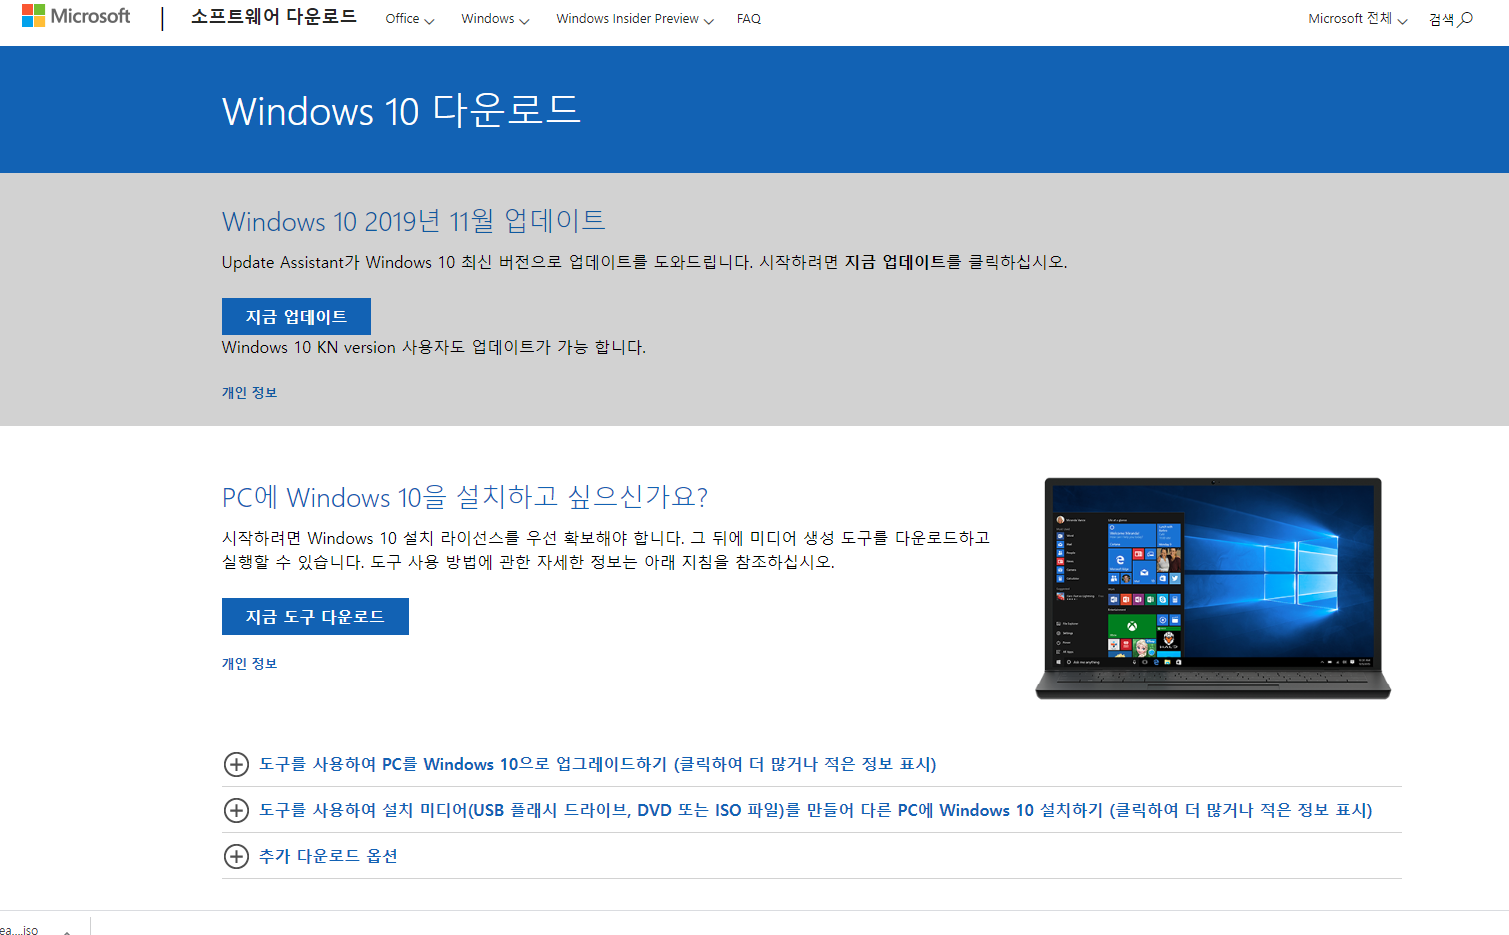 Microsoft
소프트웨어 다운로드
Office
Windows
Windows Insider Preview
FAQ
Microsoft 전체
검색
Windows 10 다운로드
Windows 10 2019년 11월 업데이트
Update Assistant가 Windows 10 최신 버전으로 업데이트를 도와드립니다. 시작하려면 지금 업데이트를 클릭하십시오.
지금 업데이트
Windows 10 KN version 사용자도 업데이트가 가능 합니다.
개인 정보
PC에 Windows 10을 설치하고 싶으신가요?
시작하려면 Windows 10 설치 라이선스를 우선 확보해야 합니다. 그 뒤에 미디어 생성 도구를 다운로드하고
실행할 수 있습니다. 도구 사용 방법에 관한 자세한 정보는 아래 지침을 참조하십시오.
지금 도구 다운로드
개인 정보
도구를 사용하여 PC를 Windows 10으로 업그레이드하기 (클릭하여 더 많거나 적은 정보 표시)
도구를 사용하여 설치 미디어(USB 플래시 드라이브, DVD 또는 ISO 파일)를 만들어 다른 PC에 Windows 10 설치하기 (클릭하여 더 많거나 적은 정보 표시)
추가 다운로드 옵션
ea....iso